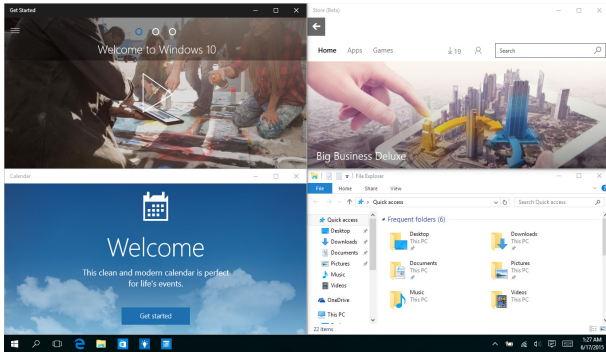 Get Started
Welcome to Windows 10
Store (Beta)
Home Apps Games
19
Search
Big Business Deluxe
Calendar
Welcome
This clean and modern calendar is perfect
for life's events.
Get started
File Explorer
File Home Share View
Quick access
Search Quick access
Quick access
Desktop
Downloads
Documents
Pictures
Music
Videos
OneDrive
This PC
Frequent folders (6)
Desktop
This PC
Downloads
This PC
Documents
This PC
Pictures
This PC
Music
This PC
Videos
This PC
22 items
1:27 AM
6/17/2015